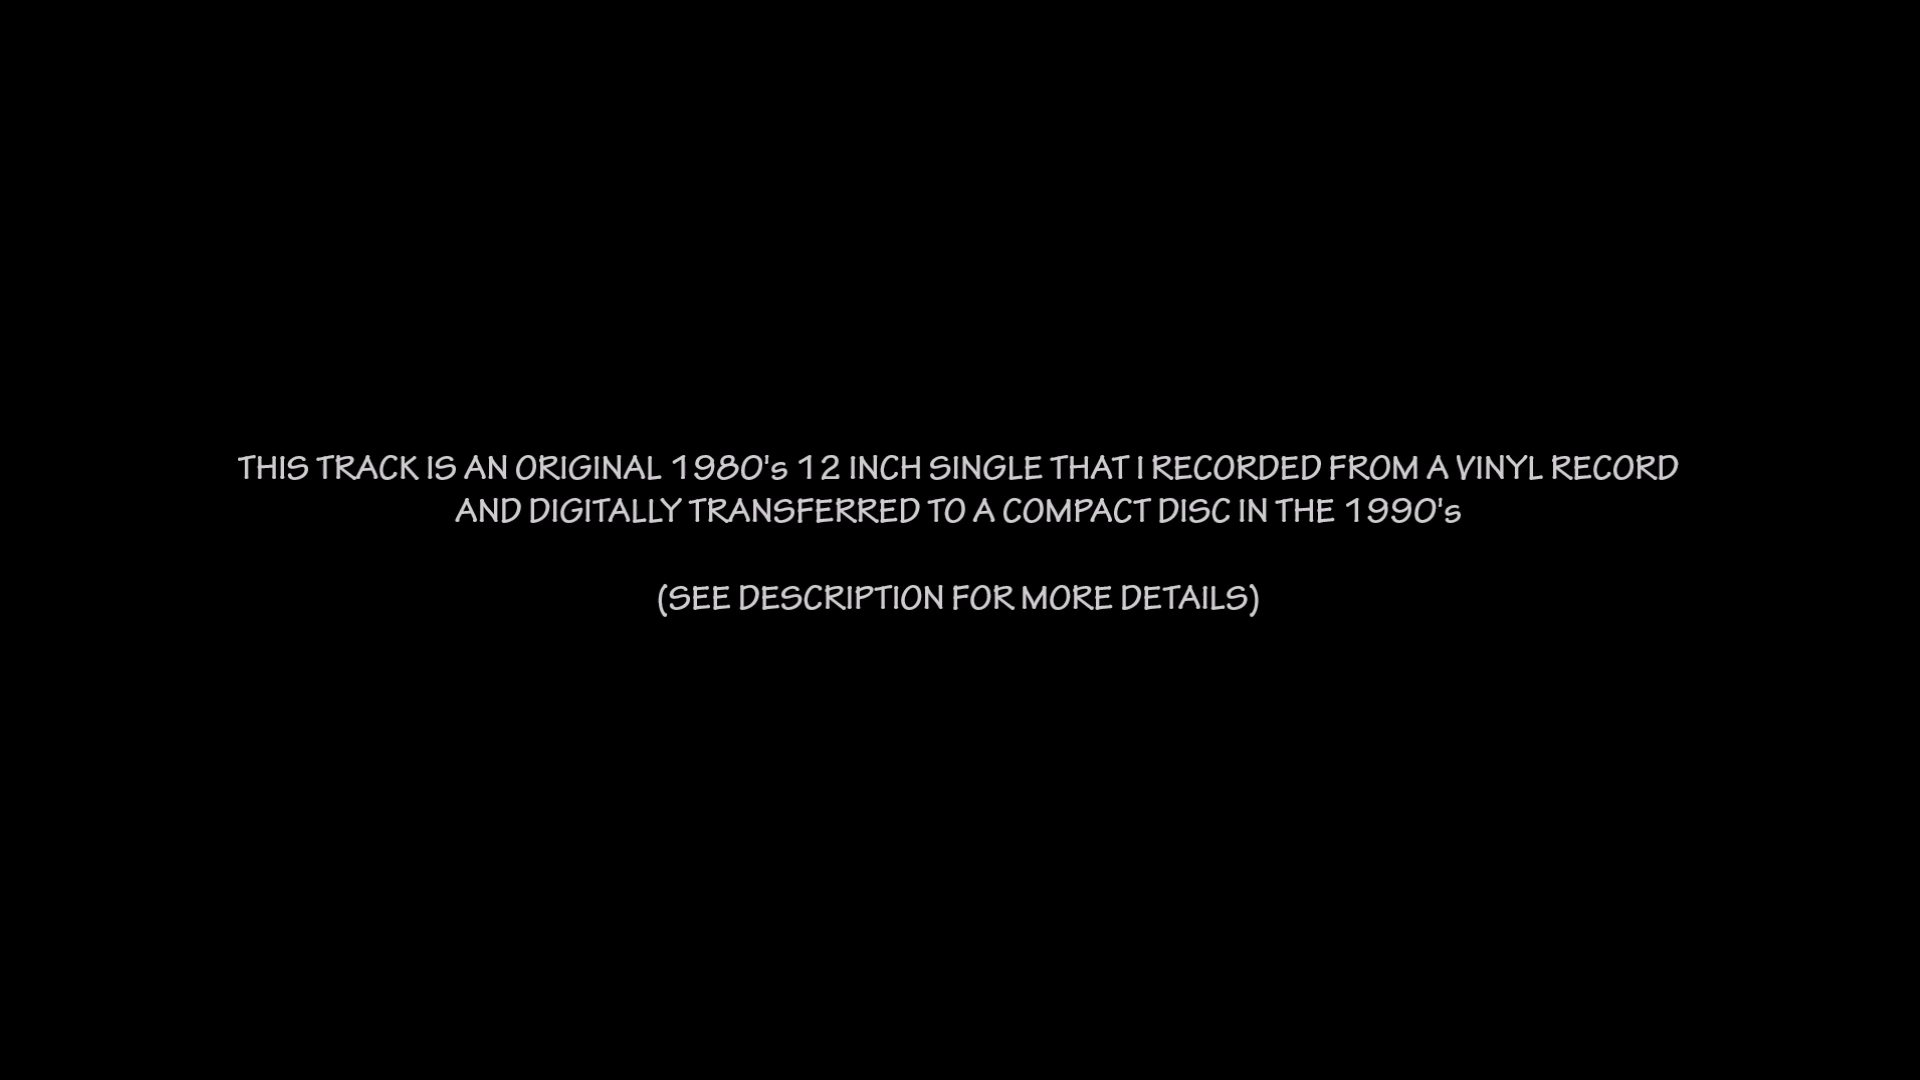 THIS TRACK IS AN ORIGINAL 1980's 12 INCH SINGLE THAT I RECORDED FROM A VINYL RECORD
AND DIGITALLY TRANSFERRED TO A COMPACT DISC IN THE 1990's
(SEE DESCRIPTION FOR MORE DETAILS)